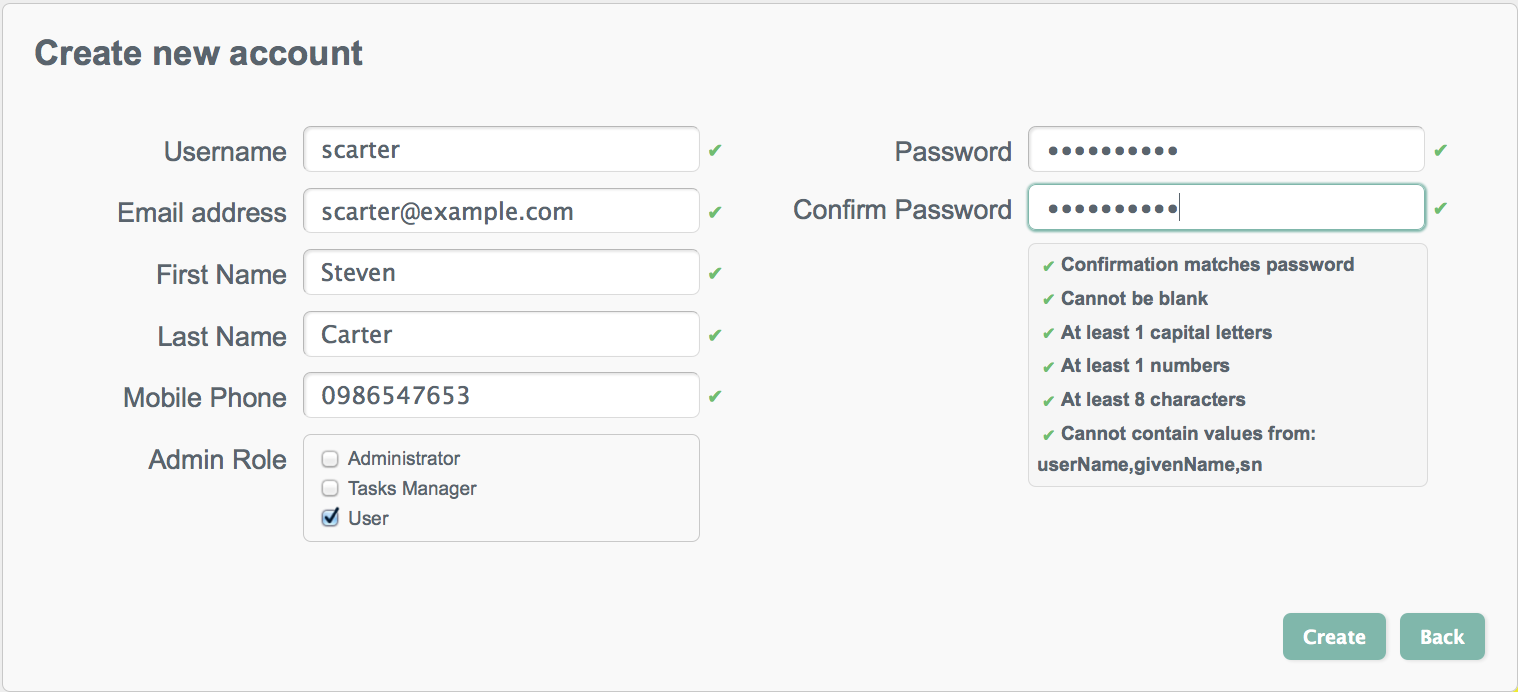 Create new account
Username scarter
Email address scarter@example.com
First Name Steven
Last Name Carter
Mobile Phone 0986547653
Admin Role
Administrator
Tasks Manager
User
Password ••••••••••
Confirm Password ••••••••••
Confirmation matches password
Cannot be blank
At least 1 capital letters
At least 1 numbers
At least 8 characters
Cannot contain values from:
userName,givenName,sn
Create Back